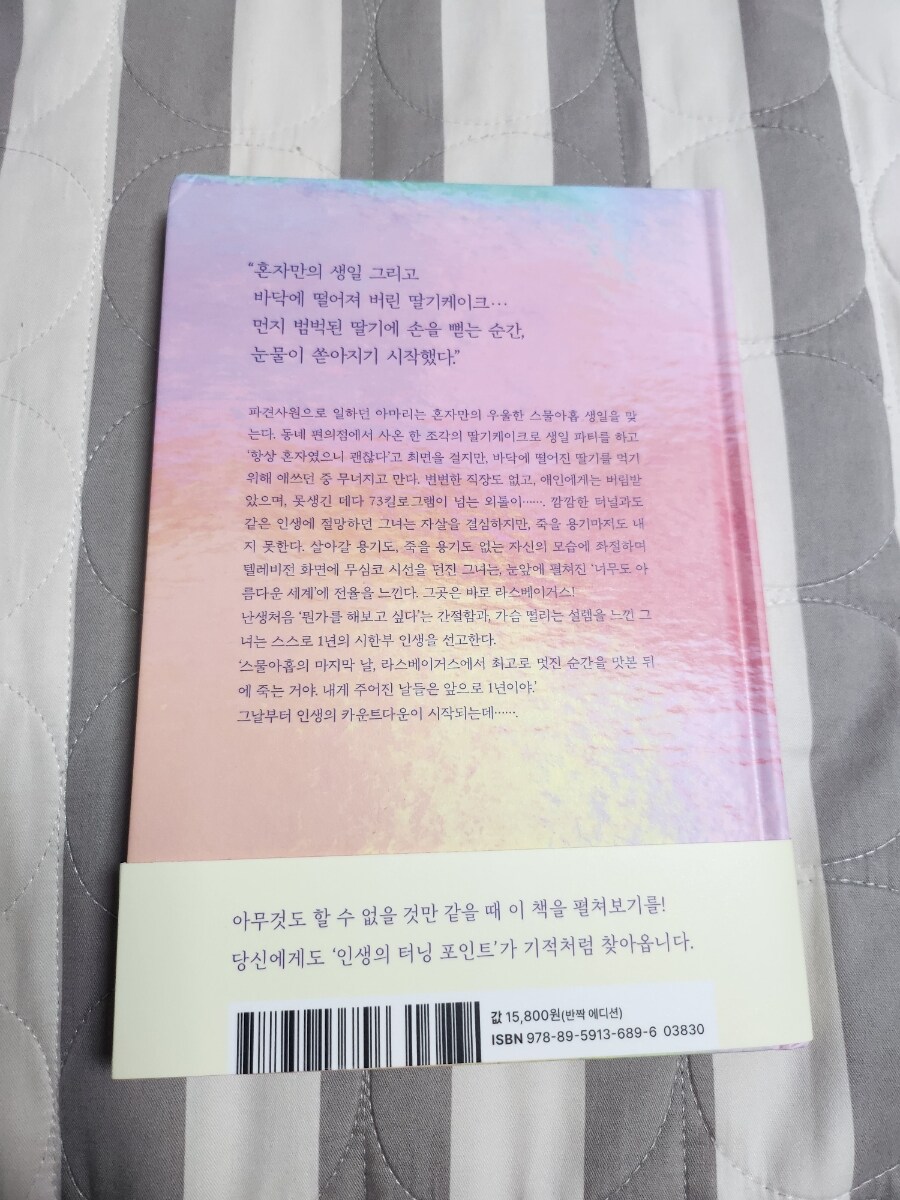 “혼자만의 생일 그리고
바닥에 떨어져 버린 딸기케이크…
먼지 범벅된 딸기에 손을 뻗는 순간,
눈물이 쏟아지기 시작했다.”
파견사원으로 일하던 아마리는 혼자만의 우울한 스물아홉 생일을 맞
는다. 동네 편의점에서 사온 한 조각의 딸기케이크로 생일 파티를 하고
‘항상 혼자였으니 괜찮다’고 최면을 걸지만, 바닥에 떨어진 딸기를 먹기
위해 애쓰던 중 무너지고 만다. 변변한 직장도 없고, 애인에게는 버림받
았으며, 못생긴 데다 73킬로그램이 넘는 외톨이……. 깜깜한 터널과도
같은 인생에 절망하던 그녀는 자살을 결심하지만, 죽을 용기마저도 내
지 못한다. 살아갈 용기도, 죽을 용기도 없는 자신의 모습에 좌절하며
텔레비전 화면에 무심코 시선을 던진 그녀는, 눈앞에 펼쳐진 ‘너무도 아
름다운 세계’에 전율을 느낀다. 그곳은 바로 라스베이거스!
난생처음 ‘뭔가를 해보고 싶다’는 간절함과, 가슴 떨리는 설렘을 느낀 그
녀는 스스로 1년의 시한부 인생을 선고한다.
‘스물아홉의 마지막 날, 라스베이거스에서 최고로 멋진 순간을 맛본 뒤
에 죽는 거야. 내게 주어진 날들은 앞으로 1년이야.’
그날부터 인생의 카운트다운이 시작되는데…….
아무것도 할 수 없을 것만 같을 때 이 책을 펼쳐보기를!
당신에게도 ‘인생의 터닝 포인트’가 기적처럼 찾아옵니다.
값 15,800원(반짝 에디션)
ISBN 978-89-5913-689-6 03830